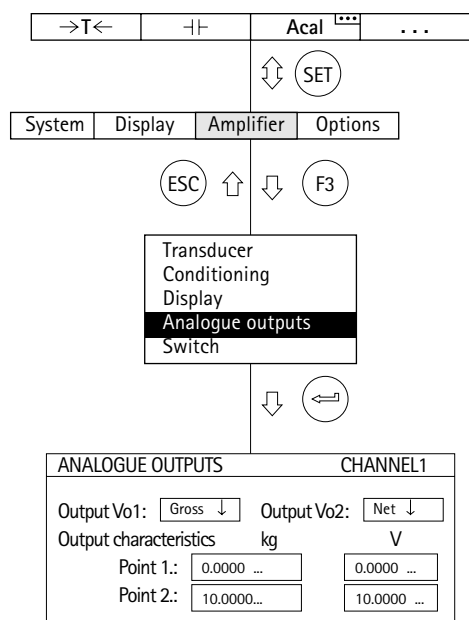 →T← ⊣⊢ Acal ...
SET
System Display Amplifier Options
ESC F3
Transducer
Conditioning
Display
Analogue outputs
Switch
ANALOGUE OUTPUTS CHANNEL1
Output Vo1: Gross ↓ Output Vo2: Net ↓
Output characteristics kg V
Point 1.: 0.0000 ... 0.0000 ...
Point 2.: 10.0000... 10.0000 ...